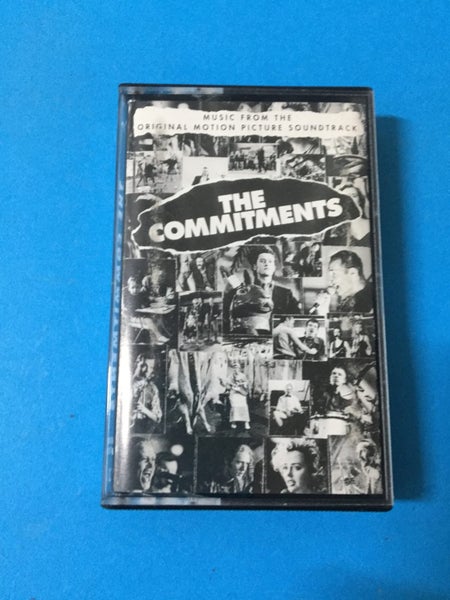 MUSIC FROM THE
ORIGINAL MOTION PICTURE SOUNDTRACK
THE
COMMITMENTS